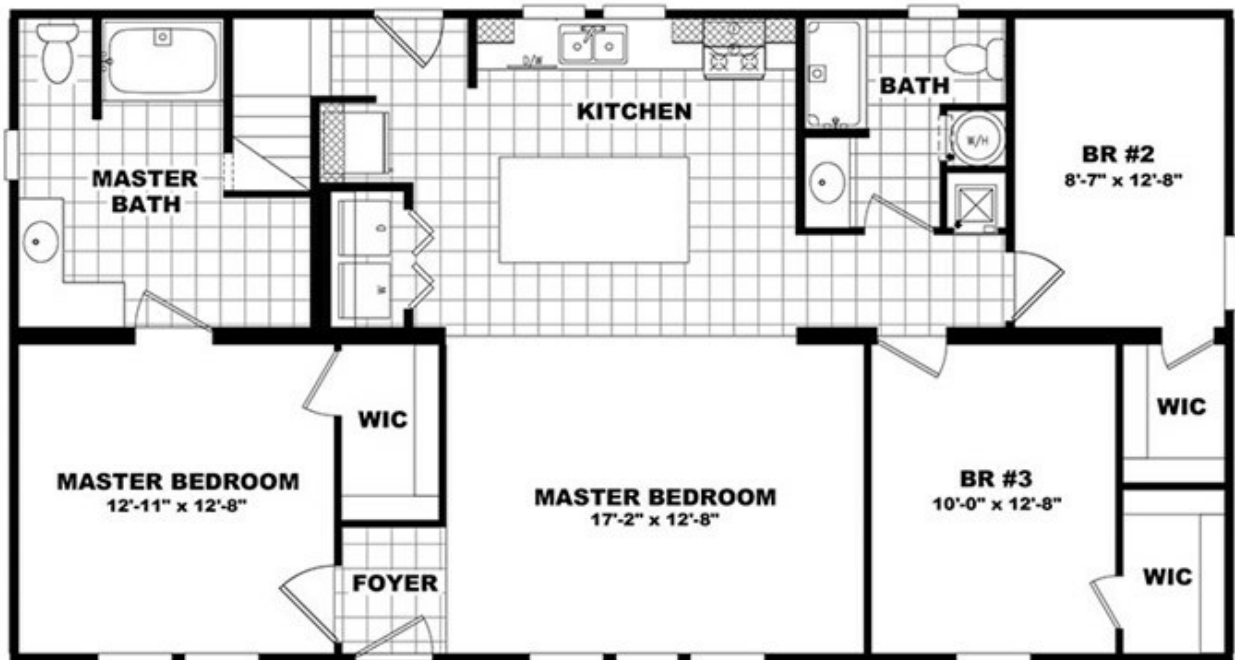 D/W
KITCHEN
BATH
W/H
BR #2
8'-7" x 12'-8"
MASTER
BATH
D
W
WIC
WIC
MASTER BEDROOM
12'-11" x 12'-8"
MASTER BEDROOM
17'-2" x 12'-8"
BR #3
10'-0" x 12'-8"
FOYER
WIC